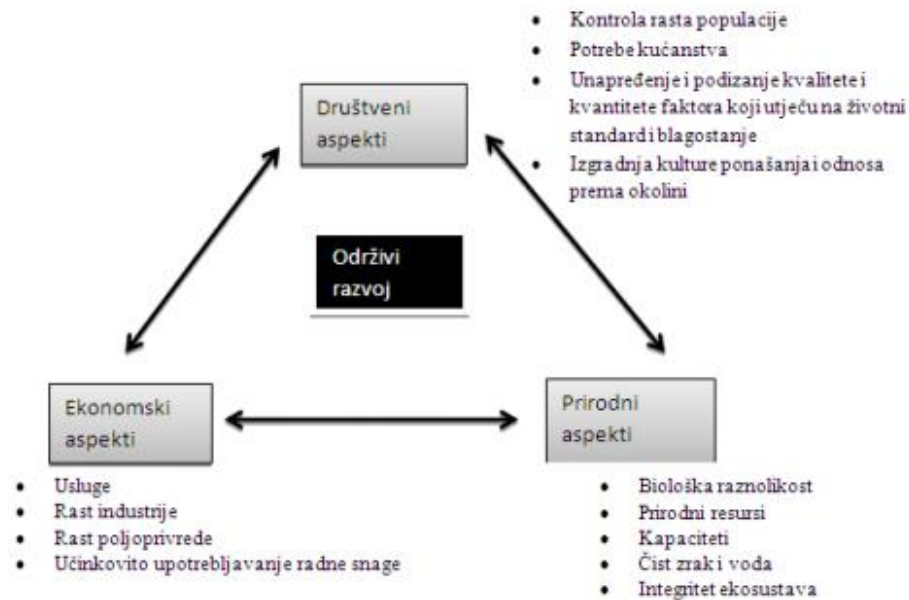 • Kontrola rasta populacije
• Potrebe kućanstva
• Unapređenje i podizanje kvalitete i
kvantitete faktora koji utječu na životni
standard i blagostanje
• Izgradnja kulture ponašanja i odnosa
prema okolini
Društveni
aspekti
Održivi
razvoj
Ekonomski
aspekti
• Usluge
• Rast industrije
• Rast poljoprivrede
• Učinkovito upotrebljavanje radne snage
Prirodni
aspekti
• Biološka raznolikost
• Prirodni resursi
• Kapaciteti
• Čist zrak i voda
• Integritet ekosustava